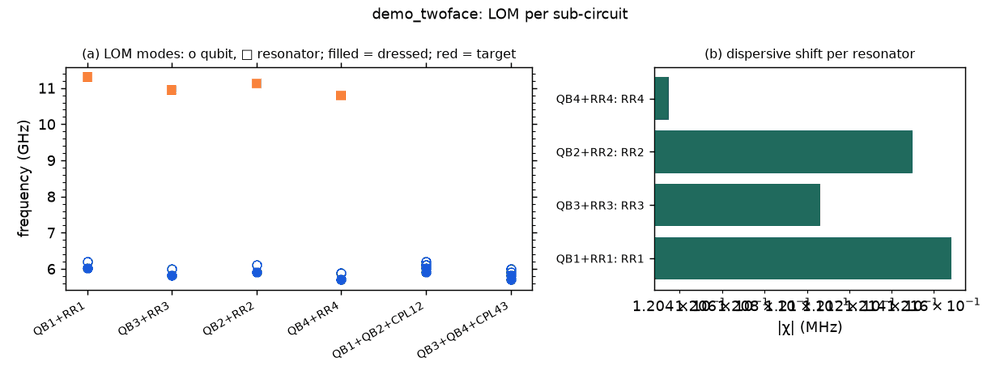 demo_twoface: LOM per sub-circuit
(a) LOM modes: o qubit, □ resonator; filled = dressed; red = target
frequency (GHz)
11
10
9
8
7
6
QB1+RR1
QB3+RR3
QB2+RR2
QB4+RR4
QB1+QB2+CPL12
QB3+QB4+CPL43
(b) dispersive shift per resonator
QB4+RR4: RR4
QB2+RR2: RR2
QB3+RR3: RR3
QB1+RR1: RR1
|χ| (MHz)